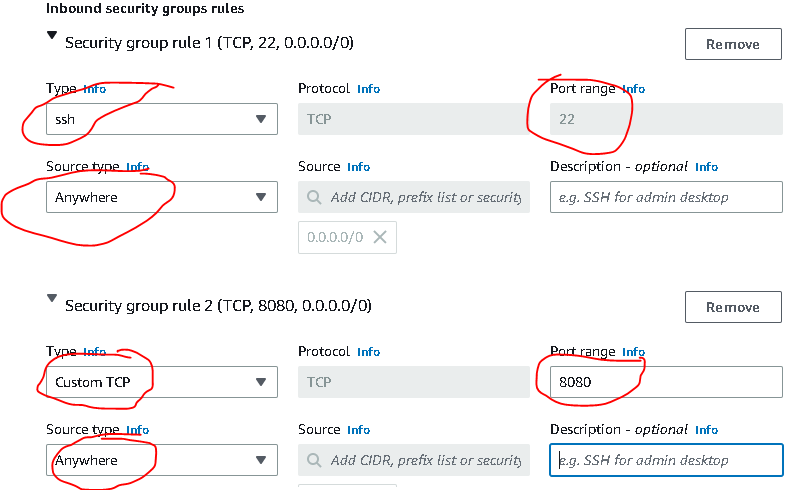 Inbound security groups rules
Security group rule 1 (TCP, 22, 0.0.0.0/0) Remove
Type Info Protocol Info Port range Info
ssh TCP 22
Source type Info Source Info Description - optional Info
Anywhere Add CIDR, prefix list or security e.g. SSH for admin desktop
0.0.0.0/0
Security group rule 2 (TCP, 8080, 0.0.0.0/0) Remove
Type Info Protocol Info Port range Info
Custom TCP TCP 8080
Source type Info Source Info Description - optional Info
Anywhere Add CIDR, prefix list or security e.g. SSH for admin desktop